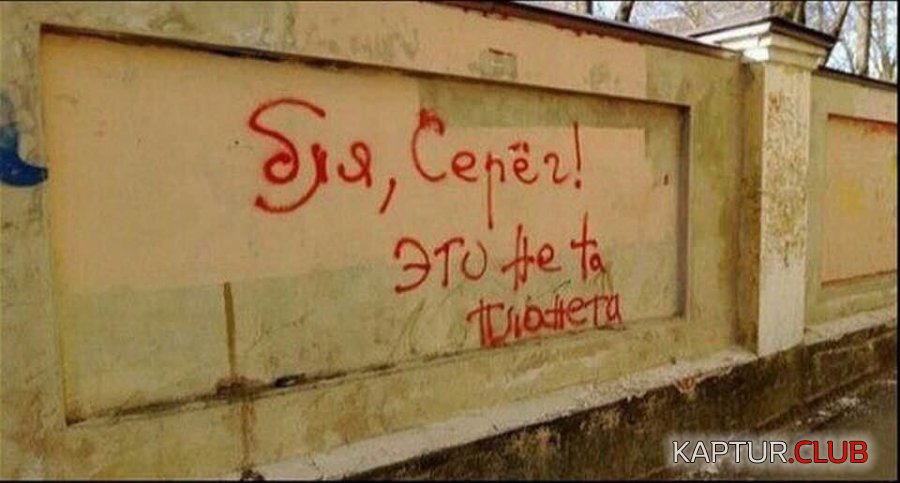 бля, Серёг!
это не та
планета
KAPTUR.CLUB